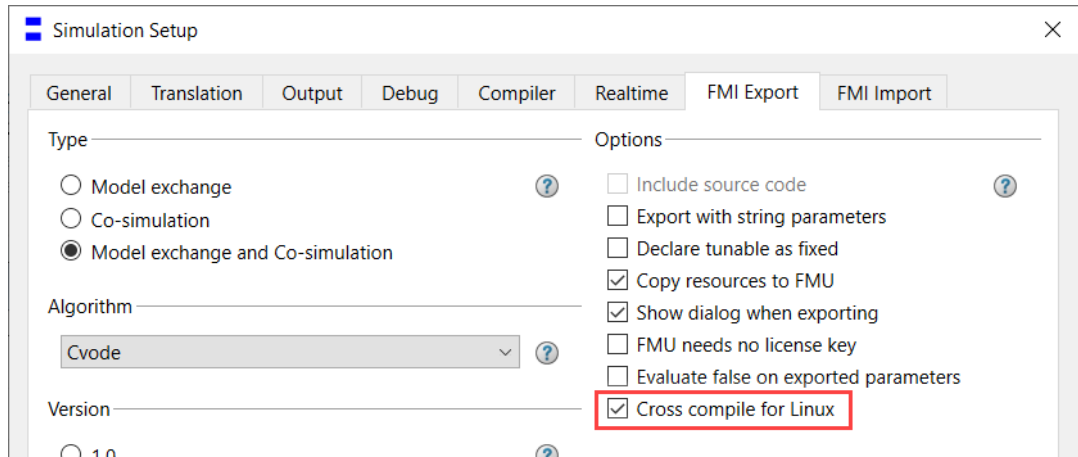 Simulation Setup
General Translation Output Debug Compiler Realtime FMI Export FMI Import
Type
Model exchange
Co-simulation
Model exchange and Co-simulation
Algorithm
Cvode
Version
1.0
Options
Include source code
Export with string parameters
Declare tunable as fixed
Copy resources to FMU
Show dialog when exporting
FMU needs no license key
Evaluate false on exported parameters
Cross compile for Linux